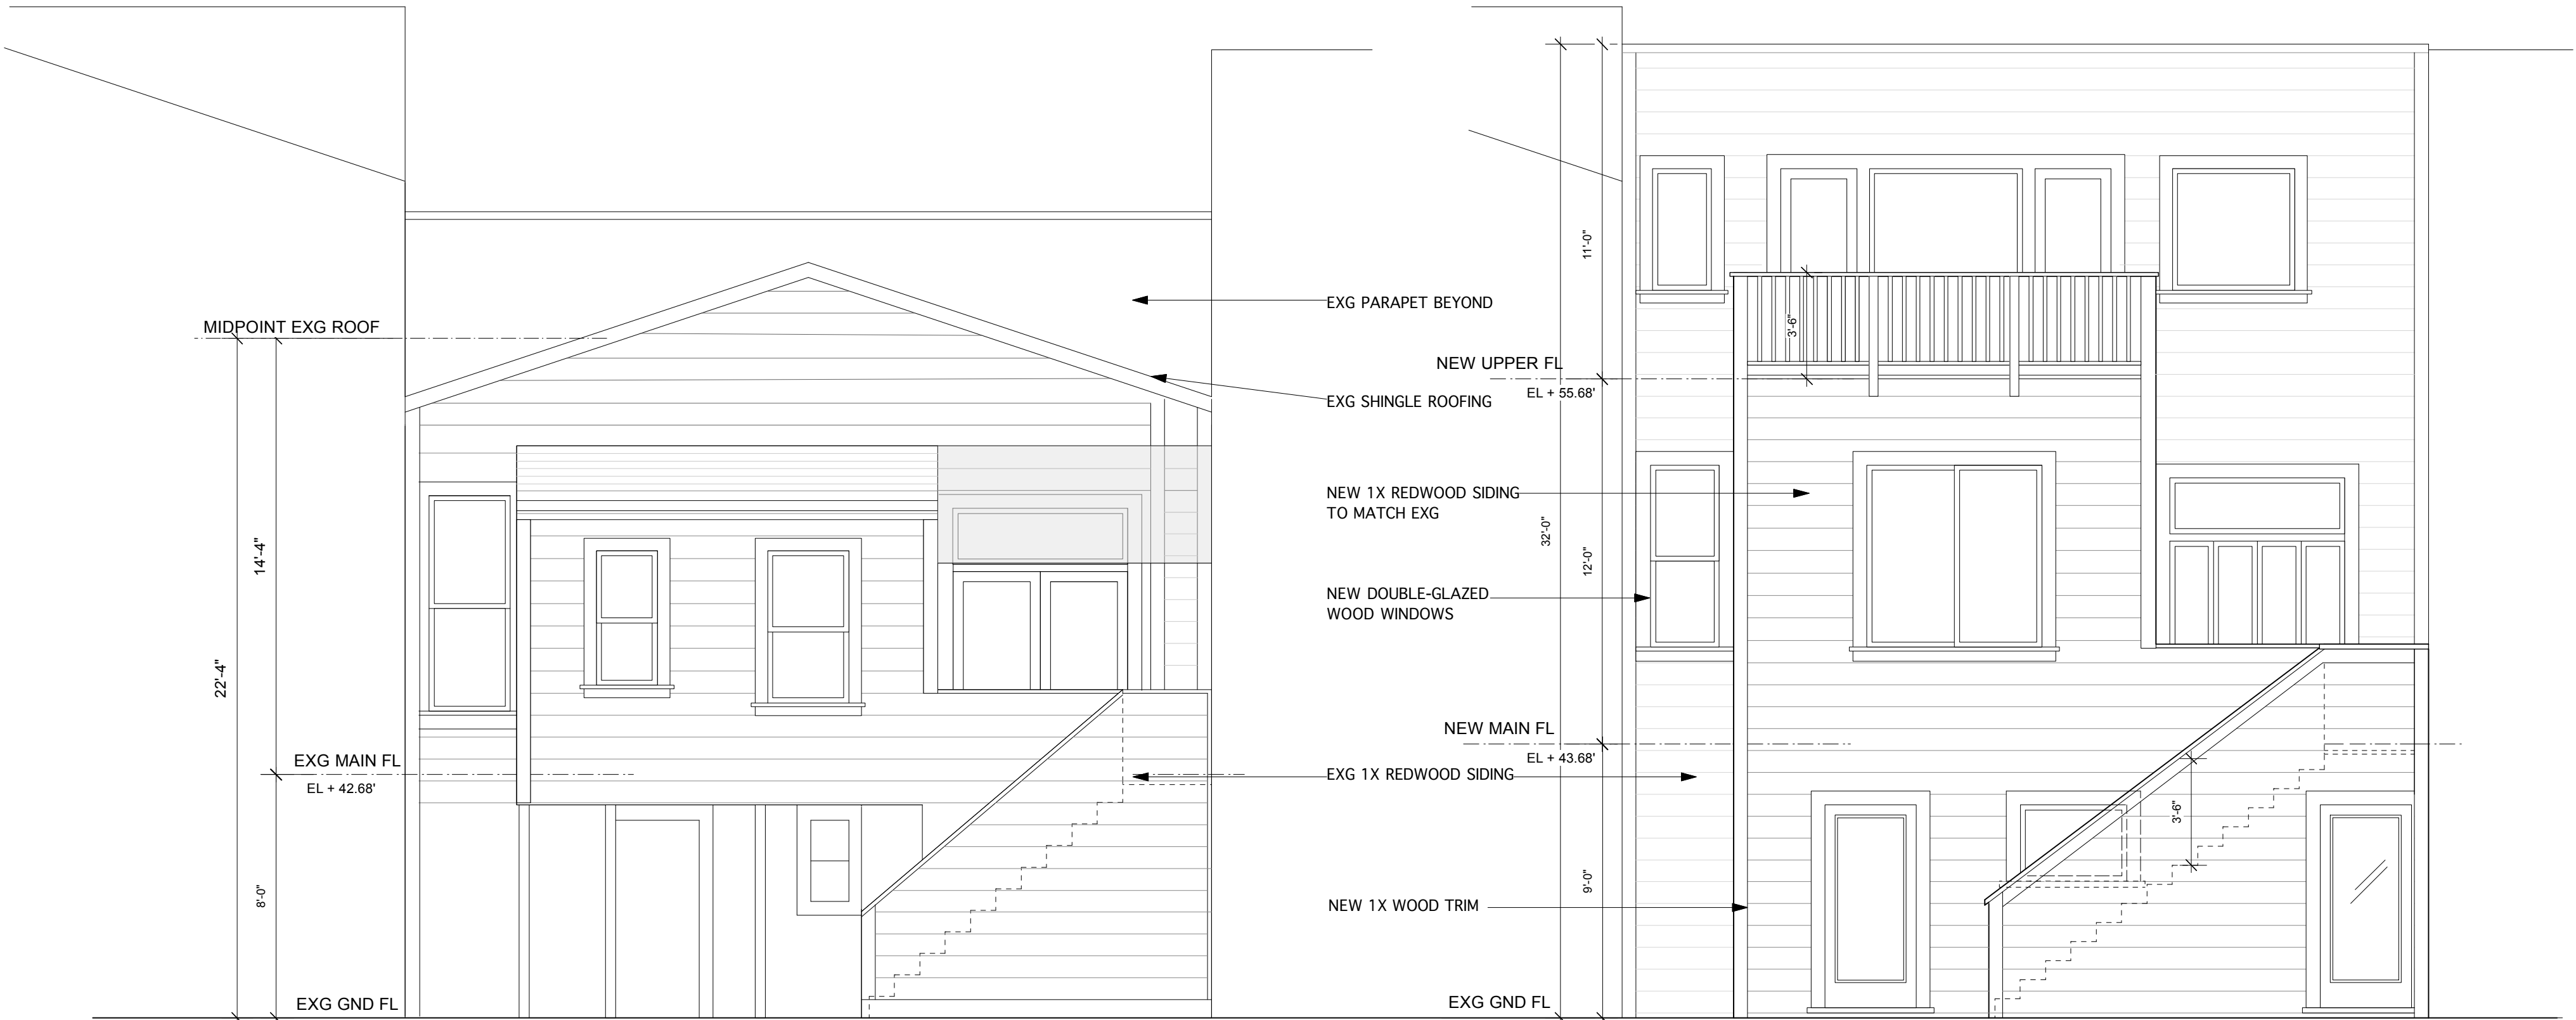 MIDPOINT EXG ROOF
14'-4"
22'-4"
EXG MAIN FL
EL + 42.68'
8'-0"
EXG GND FL
EXG PARAPET BEYOND
EXG SHINGLE ROOFING
NEW 1X REDWOOD SIDING
TO MATCH EXG
NEW DOUBLE-GLAZED
WOOD WINDOWS
EXG 1X REDWOOD SIDING
NEW 1X WOOD TRIM
11'-0"
3'-6"
NEW UPPER FL
EL + 55.68'
32'-0"
12'-0"
NEW MAIN FL
EL + 43.68'
3'-6"
9'-0"
EXG GND FL